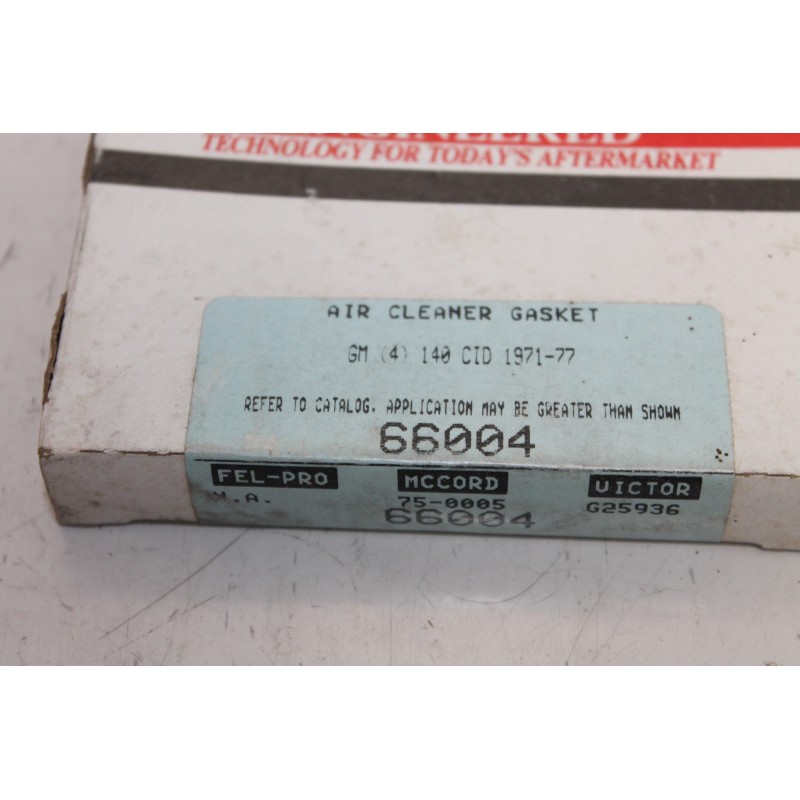 TECHNOLOGY FOR TODAY'S AFTERMARKET
AIR CLEANER GASKET
GM (4) 140 CID 1971-77
REFER TO CATALOG. APPLICATION MAY BE GREATER THAN SHOWN
66004
FEL-PRO MCCORD VICTOR
N.A. 75-0005 G25936
66004